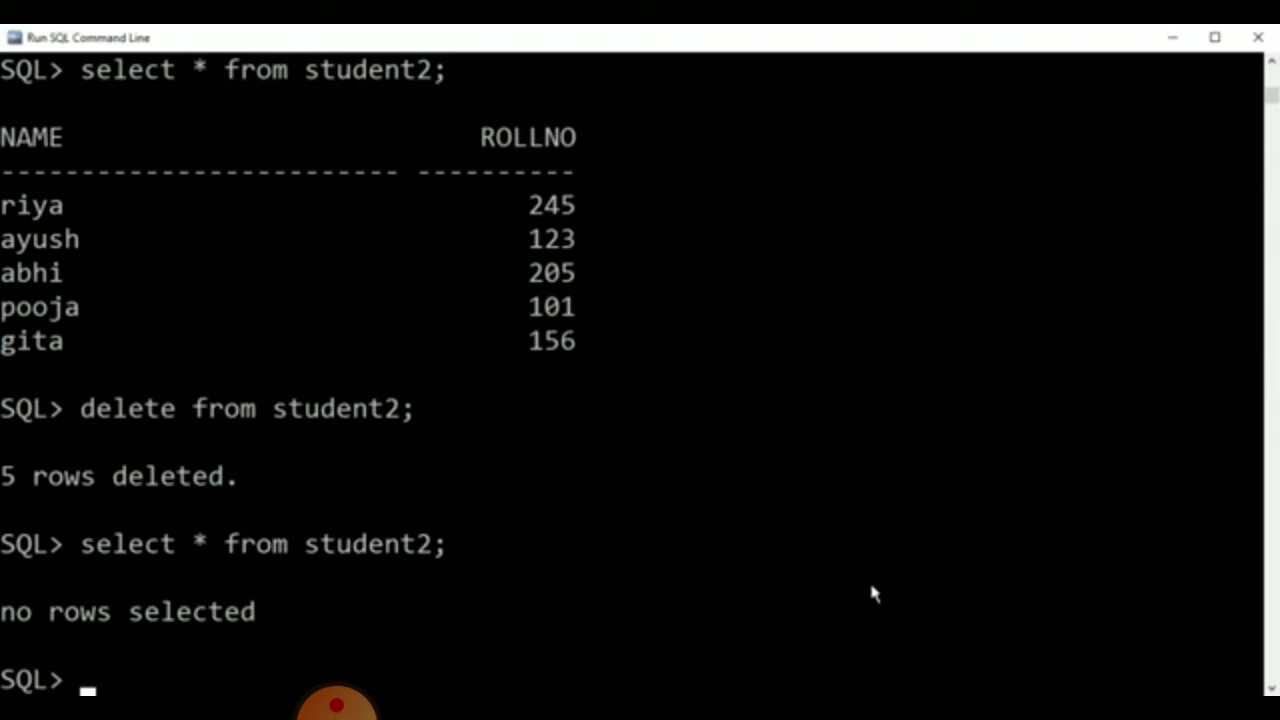 Run SQL Command Line
SQL> select * from student2;
NAME ROLLNO
------------------------- ----------
riya 245
ayush 123
abhi 205
pooja 101
gita 156
SQL> delete from student2;
5 rows deleted.
SQL> select * from student2;
no rows selected
SQL>